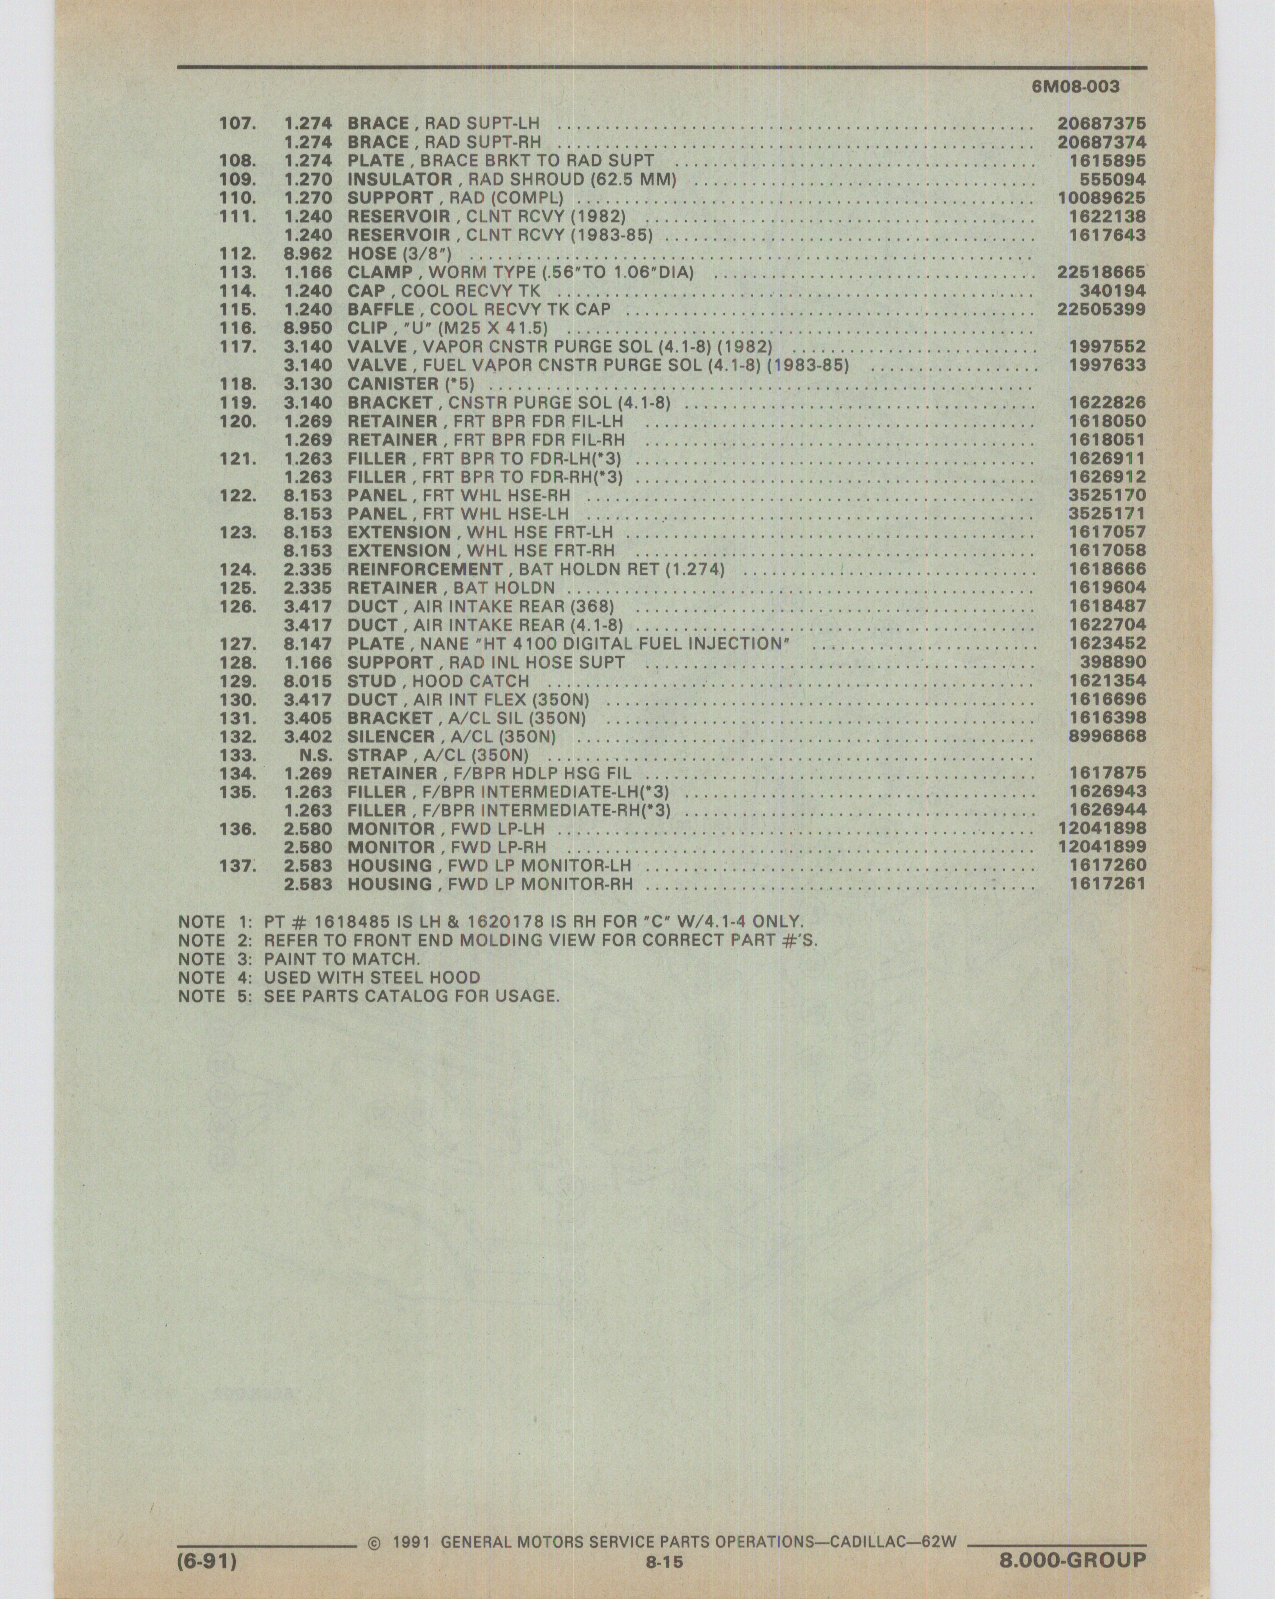 6M08-003
107. 1.274 BRACE, RAD SUPT-LH 20687375
1.274 BRACE, RAD SUPT-RH 20687374
108. 1.274 PLATE, BRACE BRKT TO RAD SUPT 1615895
109. 1.270 INSULATOR, RAD SHROUD (62.5 MM) 555094
110. 1.270 SUPPORT, RAD (COMPL) 10089625
111. 1.240 RESERVOIR, CLNT RCVY (1982) 1622138
1.240 RESERVOIR, CLNT RCVY (1983-85) 1617643
112. 8.962 HOSE (3/8")
113. 1.166 CLAMP, WORM TYPE (.56"TO 1.06"DIA) 22518665
114. 1.240 CAP, COOL RECVY TK 340194
115. 1.240 BAFFLE, COOL RECVY TK CAP 22505399
116. 8.950 CLIP, "U" (M25 X 41.5)
117. 3.140 VALVE, VAPOR CNSTR PURGE SOL (4.1-8) (1982) 1997552
3.140 VALVE, FUEL VAPOR CNSTR PURGE SOL (4.1-8) (1983-85) 1997633
118. 3.130 CANISTER (*5)
119. 3.140 BRACKET, CNSTR PURGE SOL (4.1-8) 1622826
120. 1.269 RETAINER, FRT BPR FDR FIL-LH 1618050
1.269 RETAINER, FRT BPR FDR FIL-RH 1618051
121. 1.263 FILLER, FRT BPR TO FDR-LH(*3) 1626911
1.263 FILLER, FRT BPR TO FDR-RH(*3) 1626912
122. 8.153 PANEL, FRT WHL HSE-RH 3525170
8.153 PANEL, FRT WHL HSE-LH 3525171
123. 8.153 EXTENSION, WHL HSE FRT-LH 1617057
8.153 EXTENSION, WHL HSE FRT-RH 1617058
124. 2.335 REINFORCEMENT, BAT HOLDN RET (1.274) 1618666
125. 2.335 RETAINER, BAT HOLDN 1619604
126. 3.417 DUCT, AIR INTAKE REAR (368) 1618487
3.417 DUCT, AIR INTAKE REAR (4.1-8) 1622704
127. 8.147 PLATE, NANE "HT 4100 DIGITAL FUEL INJECTION" 1623452
128. 1.166 SUPPORT, RAD INL HOSE SUPT 398890
129. 8.015 STUD, HOOD CATCH 1621354
130. 3.417 DUCT, AIR INT FLEX (350N) 1616696
131. 3.405 BRACKET, A/CL SIL (350N) 1616398
132. 3.402 SILENCER, A/CL (350N) 8996868
133. N.S. STRAP, A/CL (350N)
134. 1.269 RETAINER, F/BPR HDLP HSG FIL 1617875
135. 1.263 FILLER, F/BPR INTERMEDIATE-LH(*3) 1626943
1.263 FILLER, F/BPR INTERMEDIATE-RH(*3) 1626944
136. 2.580 MONITOR, FWD LP-LH 12041898
2.580 MONITOR, FWD LP-RH 12041899
137. 2.583 HOUSING, FWD LP MONITOR-LH 1617260
2.583 HOUSING, FWD LP MONITOR-RH 1617261
NOTE 1: PT # 1618485 IS LH & 1620178 IS RH FOR "C" W/4.1-4 ONLY.
NOTE 2: REFER TO FRONT END MOLDING VIEW FOR CORRECT PART #'S.
NOTE 3: PAINT TO MATCH.
NOTE 4: USED WITH STEEL HOOD
NOTE 5: SEE PARTS CATALOG FOR USAGE.
© 1991 GENERAL MOTORS SERVICE PARTS OPERATIONS—CADILLAC—62W
(6-91) 8-15 8.000-GROUP